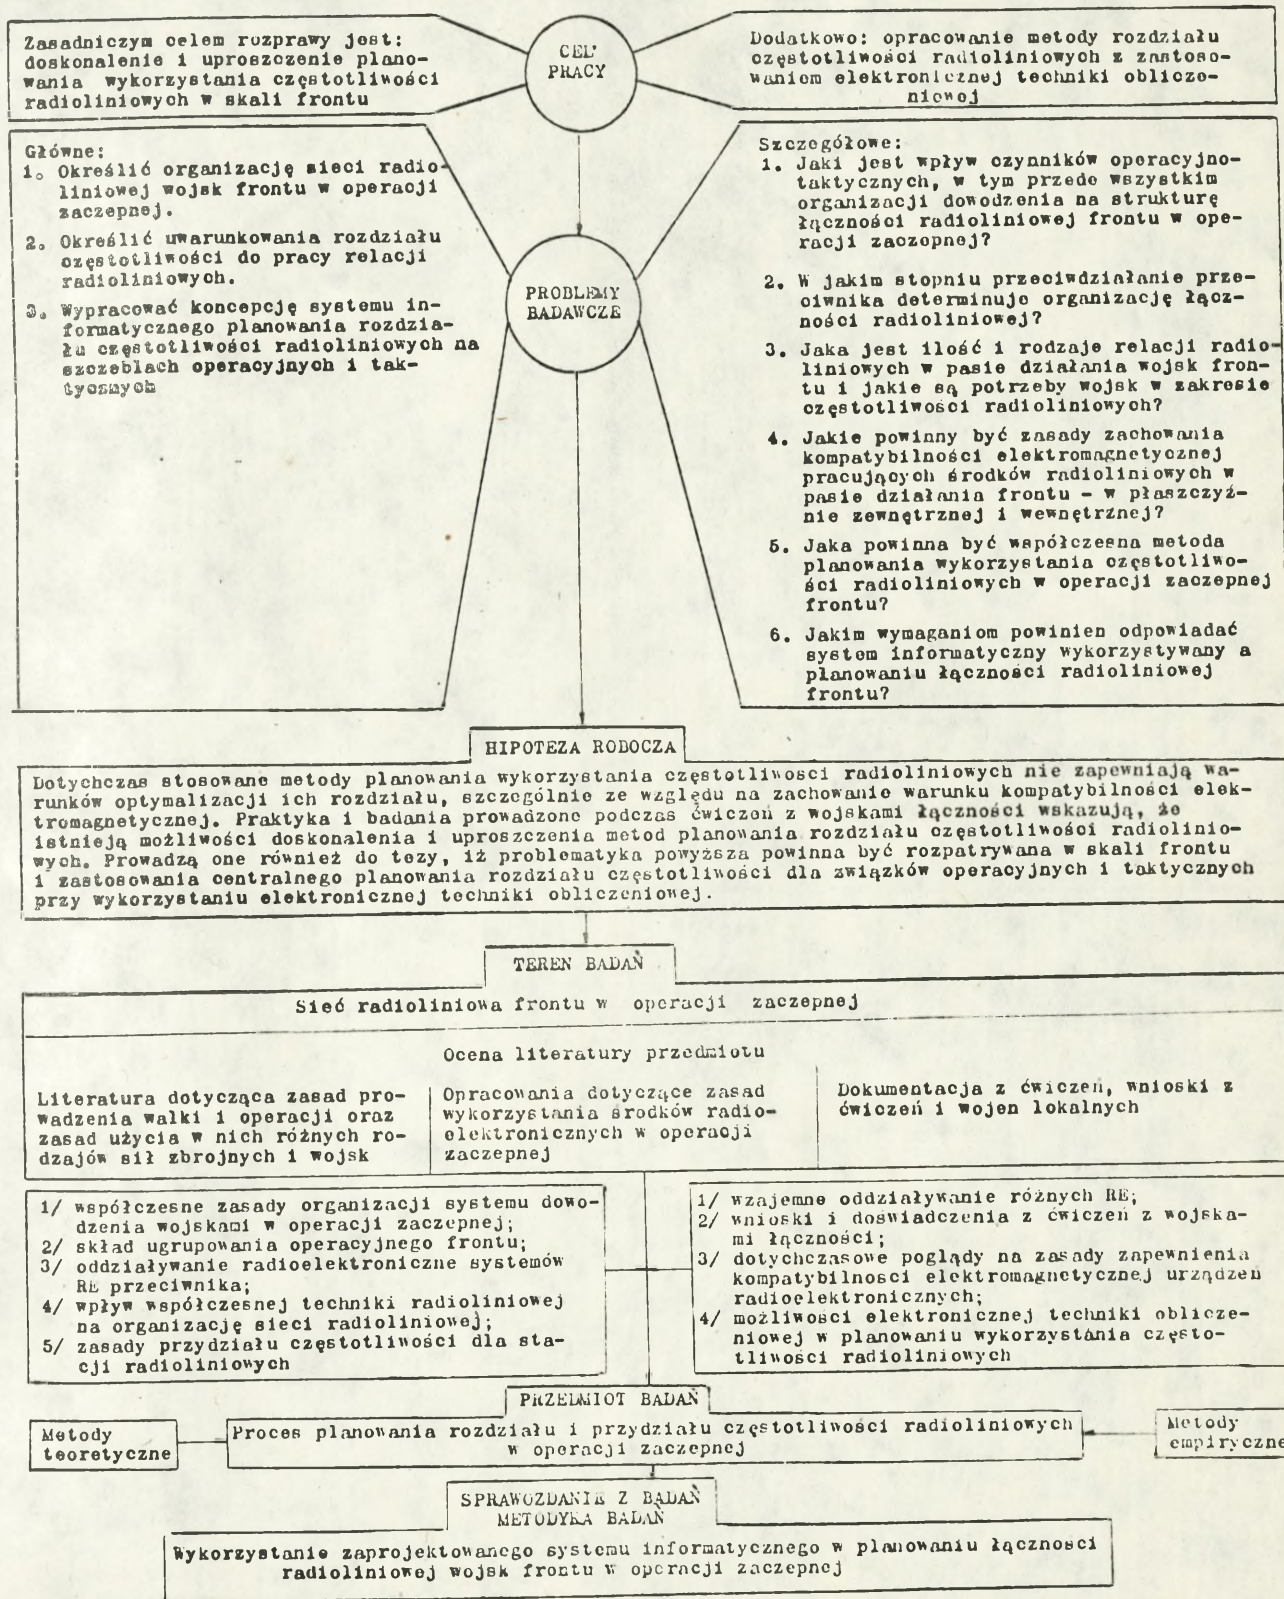 Zasadniczym celem rozprawy jest:
doskonalenie i uproszczenie plano-
wania wykorzystania częstotliwości
radioliniowych w skali frontu
CEL
PRACY
Dodatkowo: opracowanie metody rozdziału
częstotliwości radioliniowych z zastoso-
waniem elektronicznej techniki oblicze-
niowej
Główne:
1. Określić organizację sieci radio-
liniowej wojsk frontu w operacji
zaczepnej.
2. Określić uwarunkowania rozdziału
częstotliwości do pracy relacji
radioliniowych.
3. Wypracować koncepcję systemu in-
formatycznego planowania rozdzia-
łu częstotliwości radioliniowych na
szczeblach operacyjnych i tak-
tycznych
PROBLEMY
BADAWCZE
Szczegółowe:
1. Jaki jest wpływ czynników operacyjno-
taktycznych, w tym przede wszystkim
organizacji dowodzenia na strukturę
łączności radioliniowej frontu w ope-
racji zaczepnej?
2. W jakim stopniu przeciwdziałanie prze-
ciwnika determinuje organizację łącz-
ności radioliniowej?
3. Jaka jest ilość i rodzaje relacji radio-
liniowych w pasie działania wojsk fron-
tu i jakie są potrzeby wojsk w zakresie
częstotliwości radioliniowych?
4. Jakie powinny być zasady zachowania
kompatybilności elektromagnetycznej
pracujących środków radioliniowych w
pasie działania frontu - w płaszczyź-
nie zewnętrznej i wewnętrznej?
5. Jaka powinna być współczesna metoda
planowania wykorzystania częstotliwo-
ści radioliniowych w operacji zaczepnej
frontu?
6. Jakim wymaganiom powinien odpowiadać
system informatyczny wykorzystywany a
planowaniu łączności radioliniowej
frontu?
HIPOTEZA ROBOCZA
Dotychczas stosowane metody planowania wykorzystania częstotliwosci radioliniowych nie zapewniają wa-
runków optymalizacji ich rozdziału, szczególnie ze względu na zachowanie warunku kompatybilności elek-
tromagnetycznej. Praktyka i badania prowadzone podczas ćwiczeń z wojskami łączności wskazują, że
istnieją możliwości doskonalenia i uproszczenia metod planowania rozdziału częstotliwości radiolinio-
wych. Prowadzą one również do tezy, iż problematyka powyższa powinna być rozpatrywana w skali frontu
i zastosowania centralnego planowania rozdziału częstotliwości dla związków operacyjnych i taktycznych
przy wykorzystaniu elektronicznej techniki obliczeniowej.
TEREN BADAŃ
Sieć radioliniowa frontu w operacji zaczepnej
Ocena literatury przedmiotu
Literatura dotycząca zasad pro-
wadzenia walki i operacji oraz
zasad użycia w nich różnych ro-
dzajów sił zbrojnych i wojsk
Opracowania dotyczące zasad
wykorzystania środków radio-
elektronicznych w operacji
zaczepnej
Dokumentacja z ćwiczeń, wnioski z
ćwiczeń i wojen lokalnych
1/ współczesne zasady organizacji systemu dowo-
dzenia wojskami w operacji zaczepnej;
2/ skład ugrupowania operacyjnego frontu;
3/ oddziaływanie radioelektroniczne systemów
RE przeciwnika;
4/ wpływ współczesnej techniki radioliniowej
na organizację sieci radioliniowej;
5/ zasady przydziału częstotliwości dla sta-
cji radioliniowych
1/ wzajemne oddziaływanie różnych RE;
2/ wnioski i doświadczenia z ćwiczeń z wojska-
mi łączności;
3/ dotychczasowe poglądy na zasady zapewnienia
kompatybilnosci elektromagnetycznej urządzeń
radioelektronicznych;
4/ możliwości elektronicznej techniki oblicze-
niowej w planowaniu wykorzystania często-
tliwości radioliniowych
PRZEDMIOT BADAŃ
Metody
teoretyczne
Proces planowania rozdziału i przydziału częstotliwości radioliniowych
w operacji zaczepnej
Metody
empiryczne
SPRAWOZDANIE Z BADAŃ
METODYKA BADAŃ
Wykorzystanie zaprojektowanego systemu informatycznego w planowaniu łączności
radioliniowej wojsk frontu w operacji zaczepnej